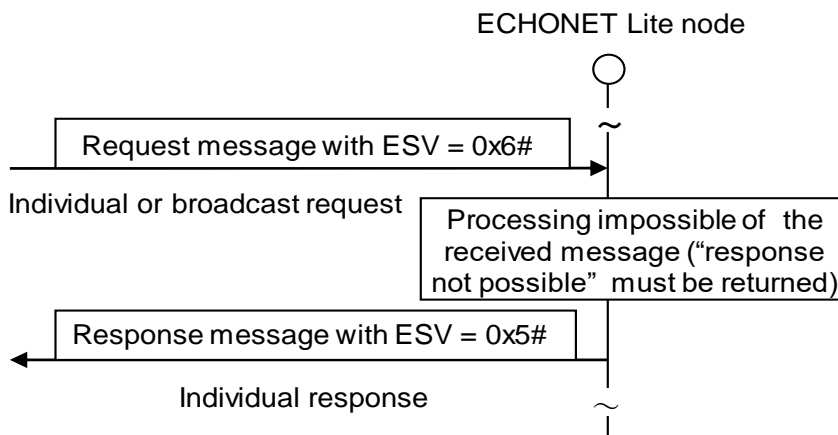 ECHONET Lite node
~
Request message with ESV = 0x6#
Individual or broadcast request
Processing impossible of the
received message (“response
not possible” must be returned)
Response message with ESV = 0x5#
Individual response
~